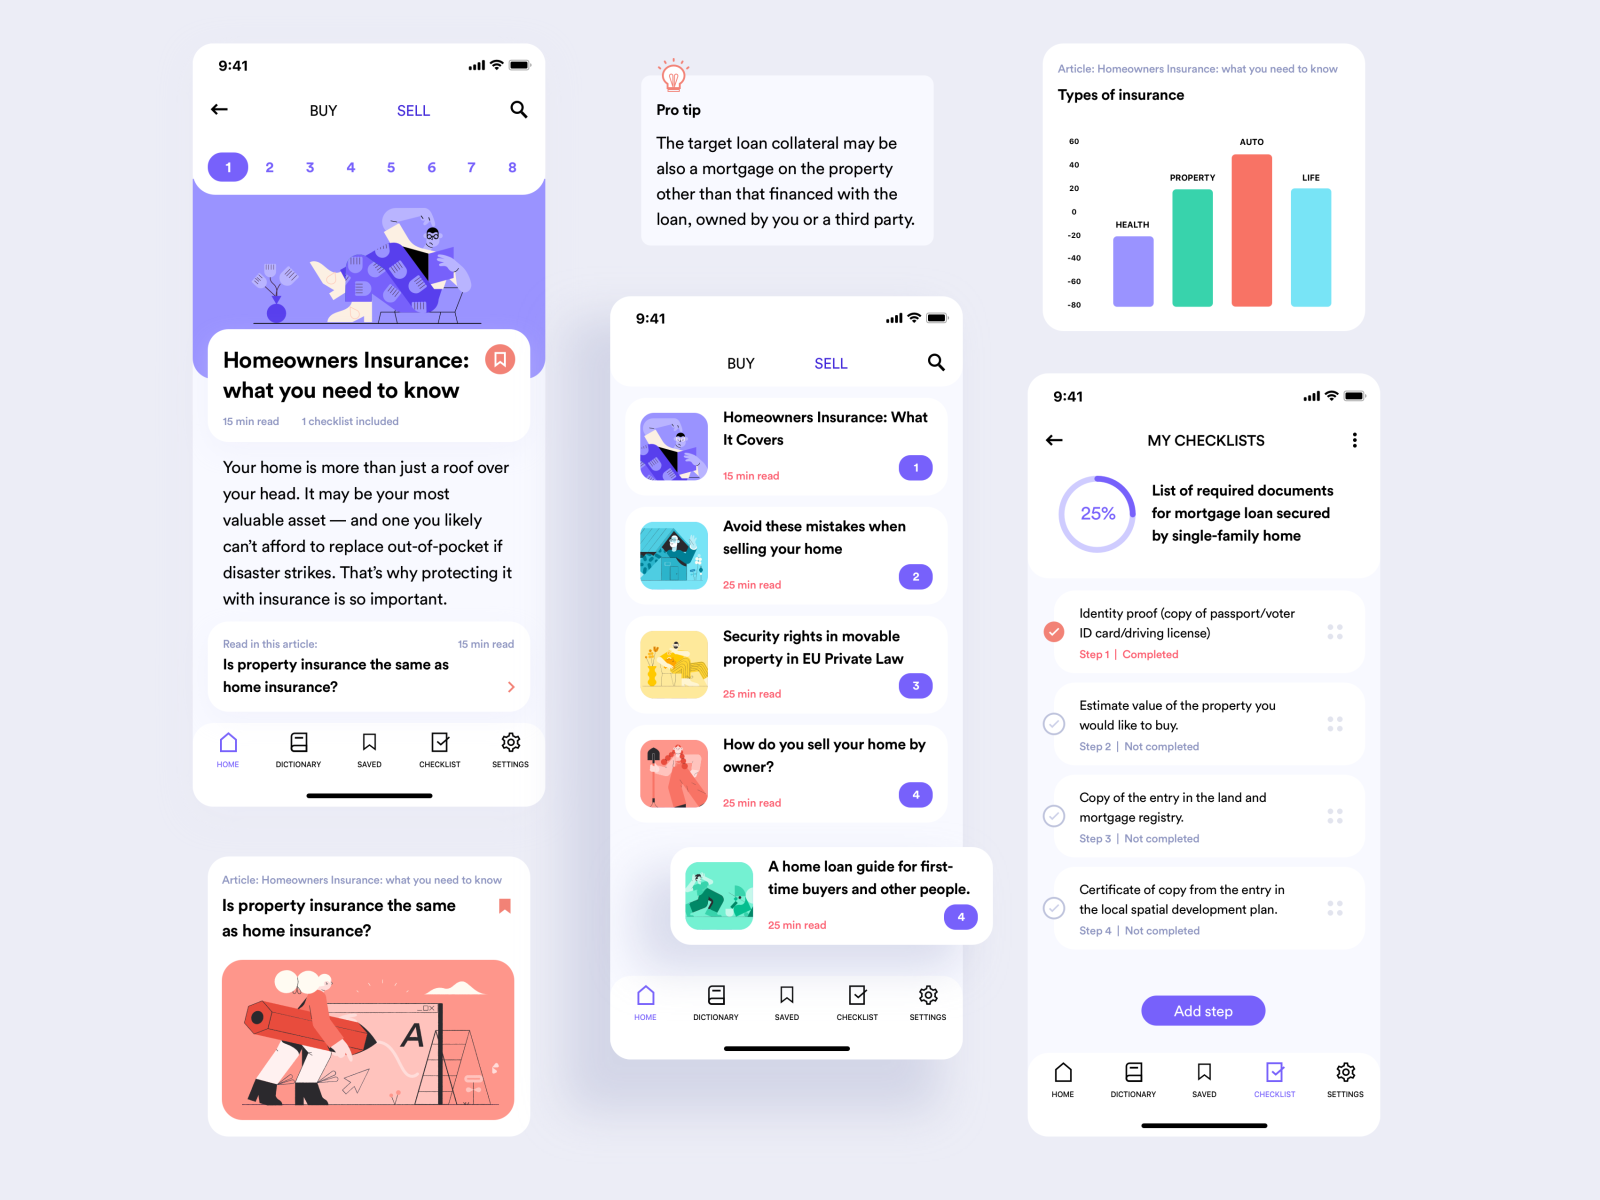 9:41
BUY
SELL
1 2 3 4 5 6 7 8
Homeowners Insurance:
what you need to know
15 min read
1 checklist included
Your home is more than just a roof over
your head. It may be your most
valuable asset — and one you likely
can't afford to replace out-of-pocket if
disaster strikes. That's why protecting it
with insurance is so important.
Read in this article:
15 min read
Is property insurance the same as
home insurance?
HOME
DICTIONARY
SAVED
CHECKLIST
SETTINGS
Article: Homeowners Insurance: what you need to know
Is property insurance the same
as home insurance?
A
Pro tip
The target loan collateral may be
also a mortgage on the property
other than that financed with the
loan, owned by you or a third party.
9:41
BUY
SELL
Homeowners Insurance: What
It Covers
15 min read
1
Avoid these mistakes when
selling your home
25 min read
2
Security rights in movable
property in EU Private Law
25 min read
3
How do you sell your home by
owner?
25 min read
4
A home loan guide for first-
time buyers and other people.
25 min read
4
HOME
DICTIONARY
SAVED
CHECKLIST
SETTINGS
Article: Homeowners Insurance: what you need to know
Types of insurance
60
40
20
0
-20
-40
-60
-80
HEALTH
PROPERTY
AUTO
LIFE
9:41
MY CHECKLISTS
25%
List of required documents
for mortgage loan secured
by single-family home
Identity proof (copy of passport/voter
ID card/driving license)
Step 1 | Completed
Estimate value of the property you
would like to buy.
Step 2 | Not completed
Copy of the entry in the land and
mortgage registry.
Step 3 | Not completed
Certificate of copy from the entry in
the local spatial development plan.
Step 4 | Not completed
Add step
HOME
DICTIONARY
SAVED
CHECKLIST
SETTINGS